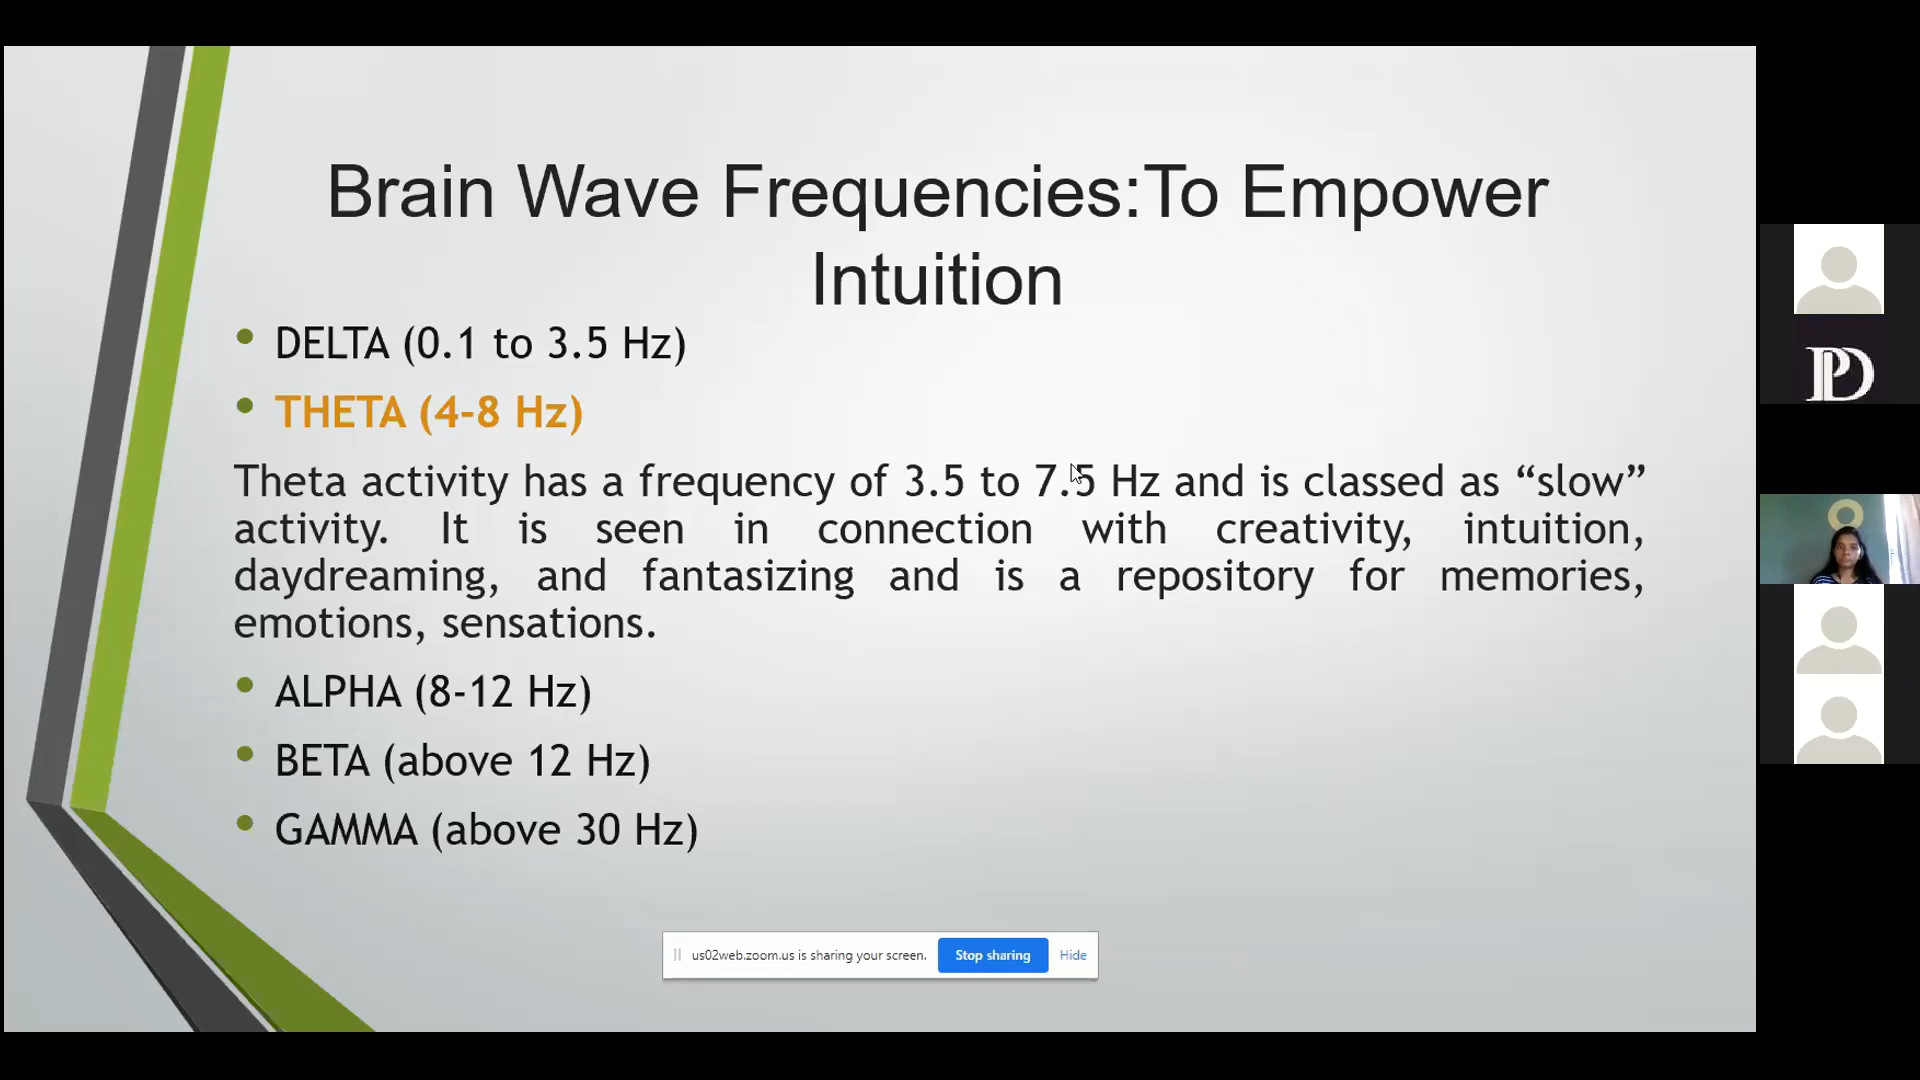 Brain Wave Frequencies:To Empower
Intuition
• DELTA (0.1 to 3.5 Hz)
• THETA (4-8 Hz)
Theta activity has a frequency of 3.5 to 7.5 Hz and is classed as “slow”
activity. It is seen in connection with creativity, intuition,
daydreaming, and fantasizing and is a repository for memories,
emotions, sensations.
• ALPHA (8-12 Hz)
• BETA (above 12 Hz)
• GAMMA (above 30 Hz)
us02web.zoom.us is sharing your screen. Stop sharing Hide
PD